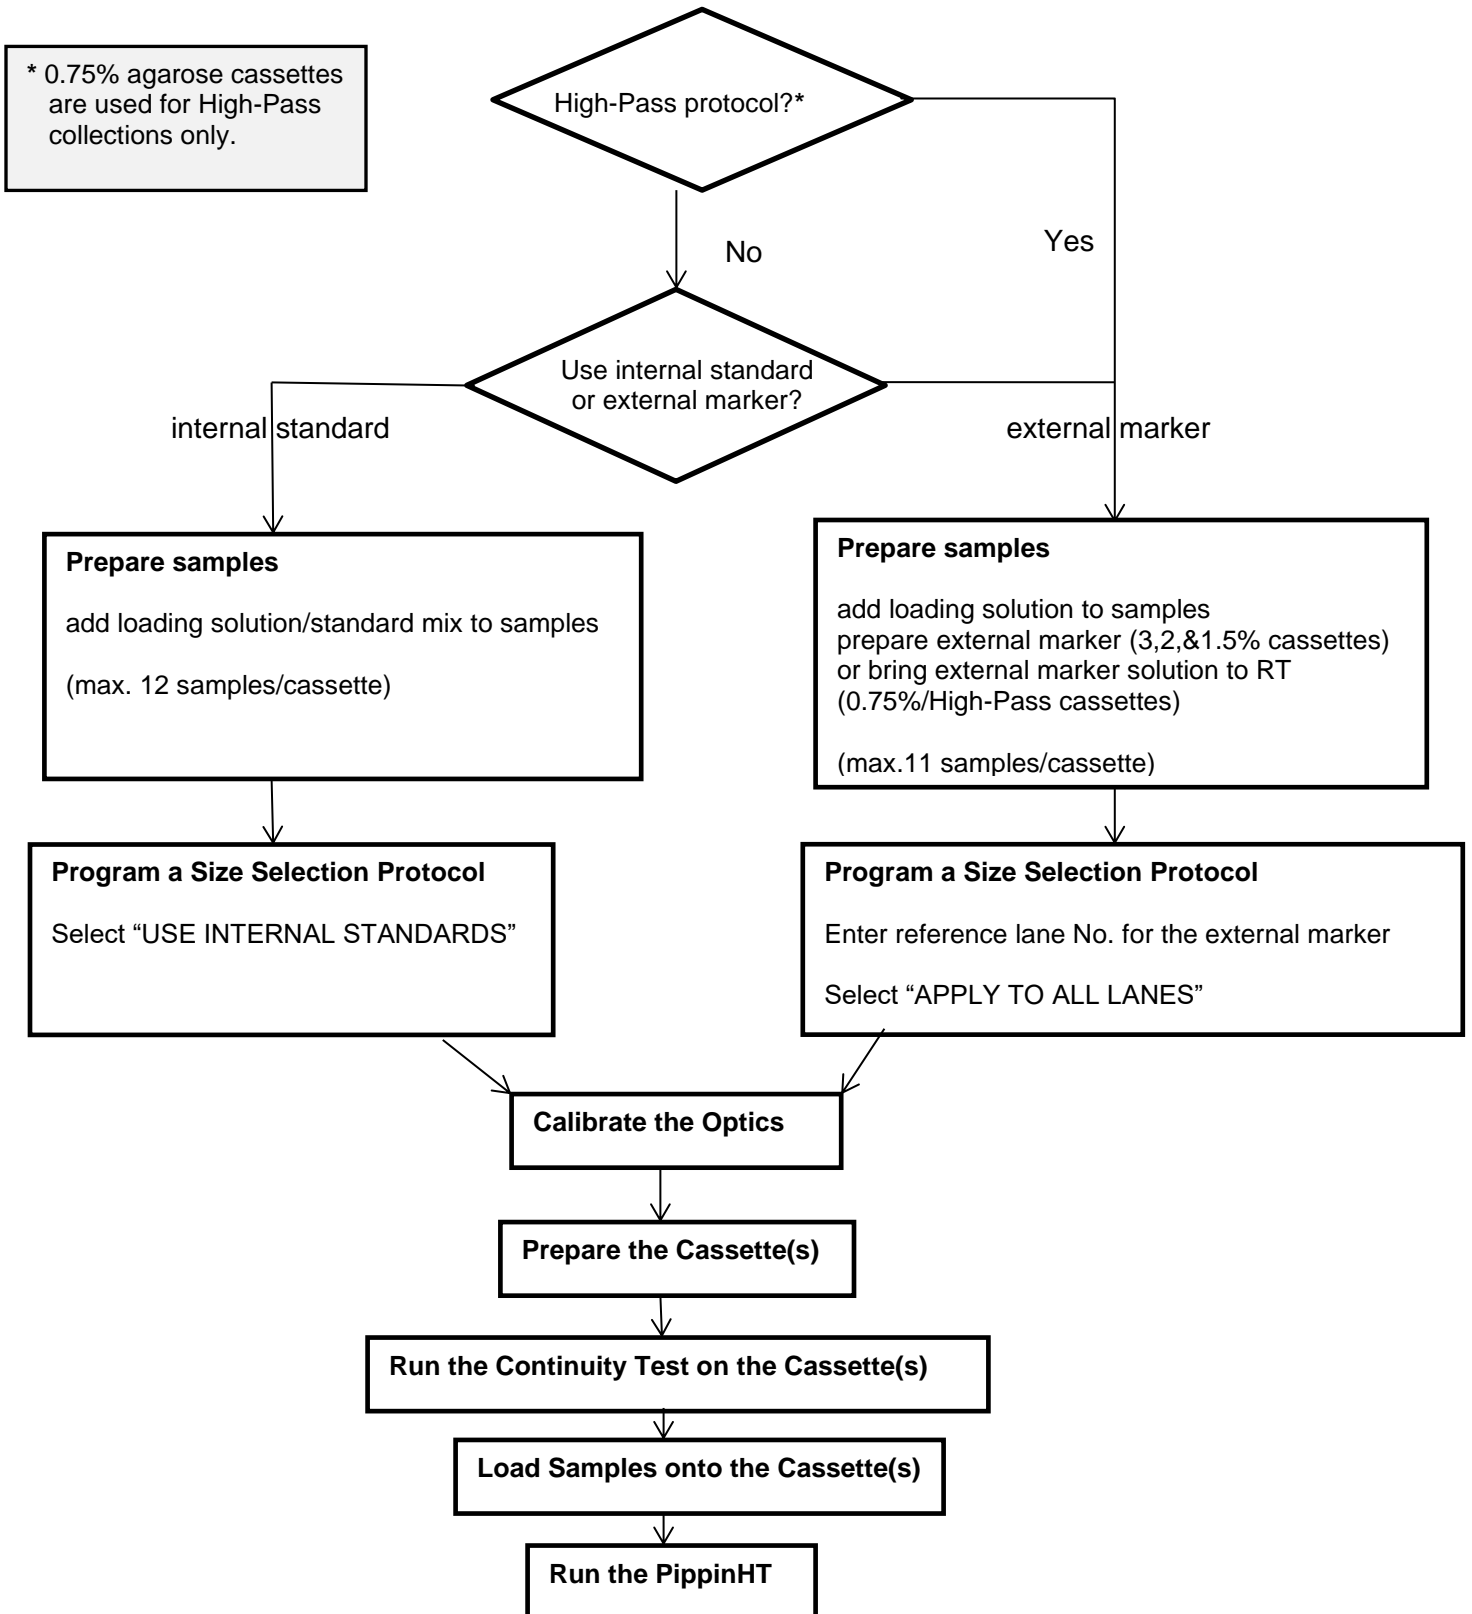 * 0.75% agarose cassettes
are used for High-Pass
collections only.
High-Pass protocol?*
No
Yes
Use internal standard
or external marker?
internal standard
external marker
Prepare samples
add loading solution/standard mix to samples
(max. 12 samples/cassette)
Prepare samples
add loading solution to samples
prepare external marker (3,2,&1.5% cassettes)
or bring external marker solution to RT
(0.75%/High-Pass cassettes)
(max.11 samples/cassette)
Program a Size Selection Protocol
Select “USE INTERNAL STANDARDS”
Program a Size Selection Protocol
Enter reference lane No. for the external marker
Select “APPLY TO ALL LANES”
Calibrate the Optics
Prepare the Cassette(s)
Run the Continuity Test on the Cassette(s)
Load Samples onto the Cassette(s)
Run the PippinHT